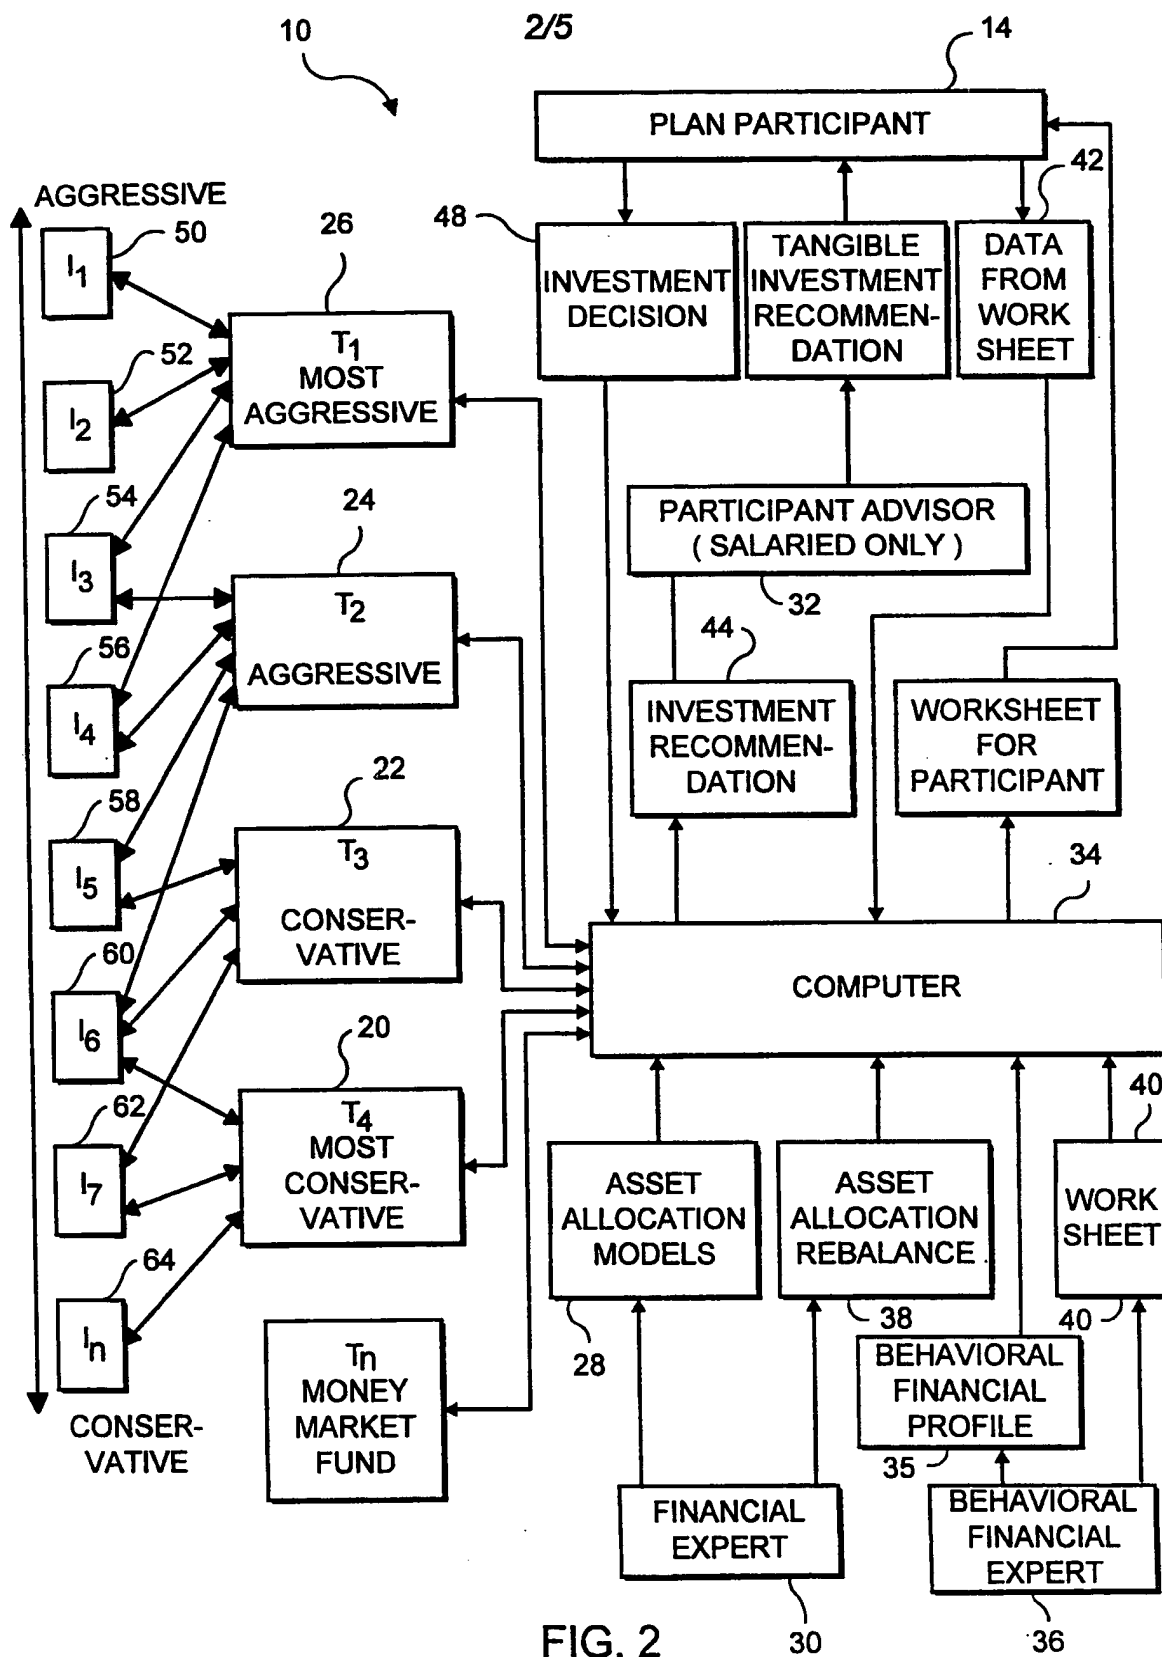 2/5
10
14
PLAN PARTICIPANT
42
AGGRESSIVE
50
I1
26
48
INVESTMENT
DECISION
TANGIBLE
INVESTMENT
RECOMMEN-
DATION
DATA
FROM
WORK
SHEET
52
I2
T1
MOST
AGGRESSIVE
54
I3
24
T2
AGGRESSIVE
PARTICIPANT ADVISOR
( SALARIED ONLY )
32
44
56
I4
INVESTMENT
RECOMMEN-
DATION
WORKSHEET
FOR
PARTICIPANT
58
I5
22
T3
CONSER-
VATIVE
34
COMPUTER
60
I6
20
T4
MOST
CONSER-
VATIVE
62
I7
40
ASSET
ALLOCATION
MODELS
28
ASSET
ALLOCATION
REBALANCE
38
WORK
SHEET
40
64
In
Tn
MONEY
MARKET
FUND
BEHAVIORAL
FINANCIAL
PROFILE
35
CONSER-
VATIVE
FINANCIAL
EXPERT
30
BEHAVIORAL
FINANCIAL
EXPERT
36
FIG. 2